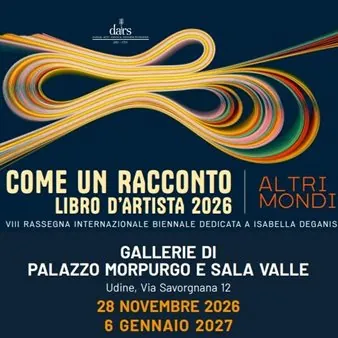 dars
COME UN RACCONTO
LIBRO D'ARTISTA 2026
ALTRI
MONDI
VIII RASSEGNA INTERNAZIONALE BIENNALE DEDICATA A ISABELLA DEGANIS
GALLERIE DI
PALAZZO MORPURGO E SALA VALLE
Udine, Via Savorgnana 12
28 NOVEMBRE 2026
6 GENNAIO 2027